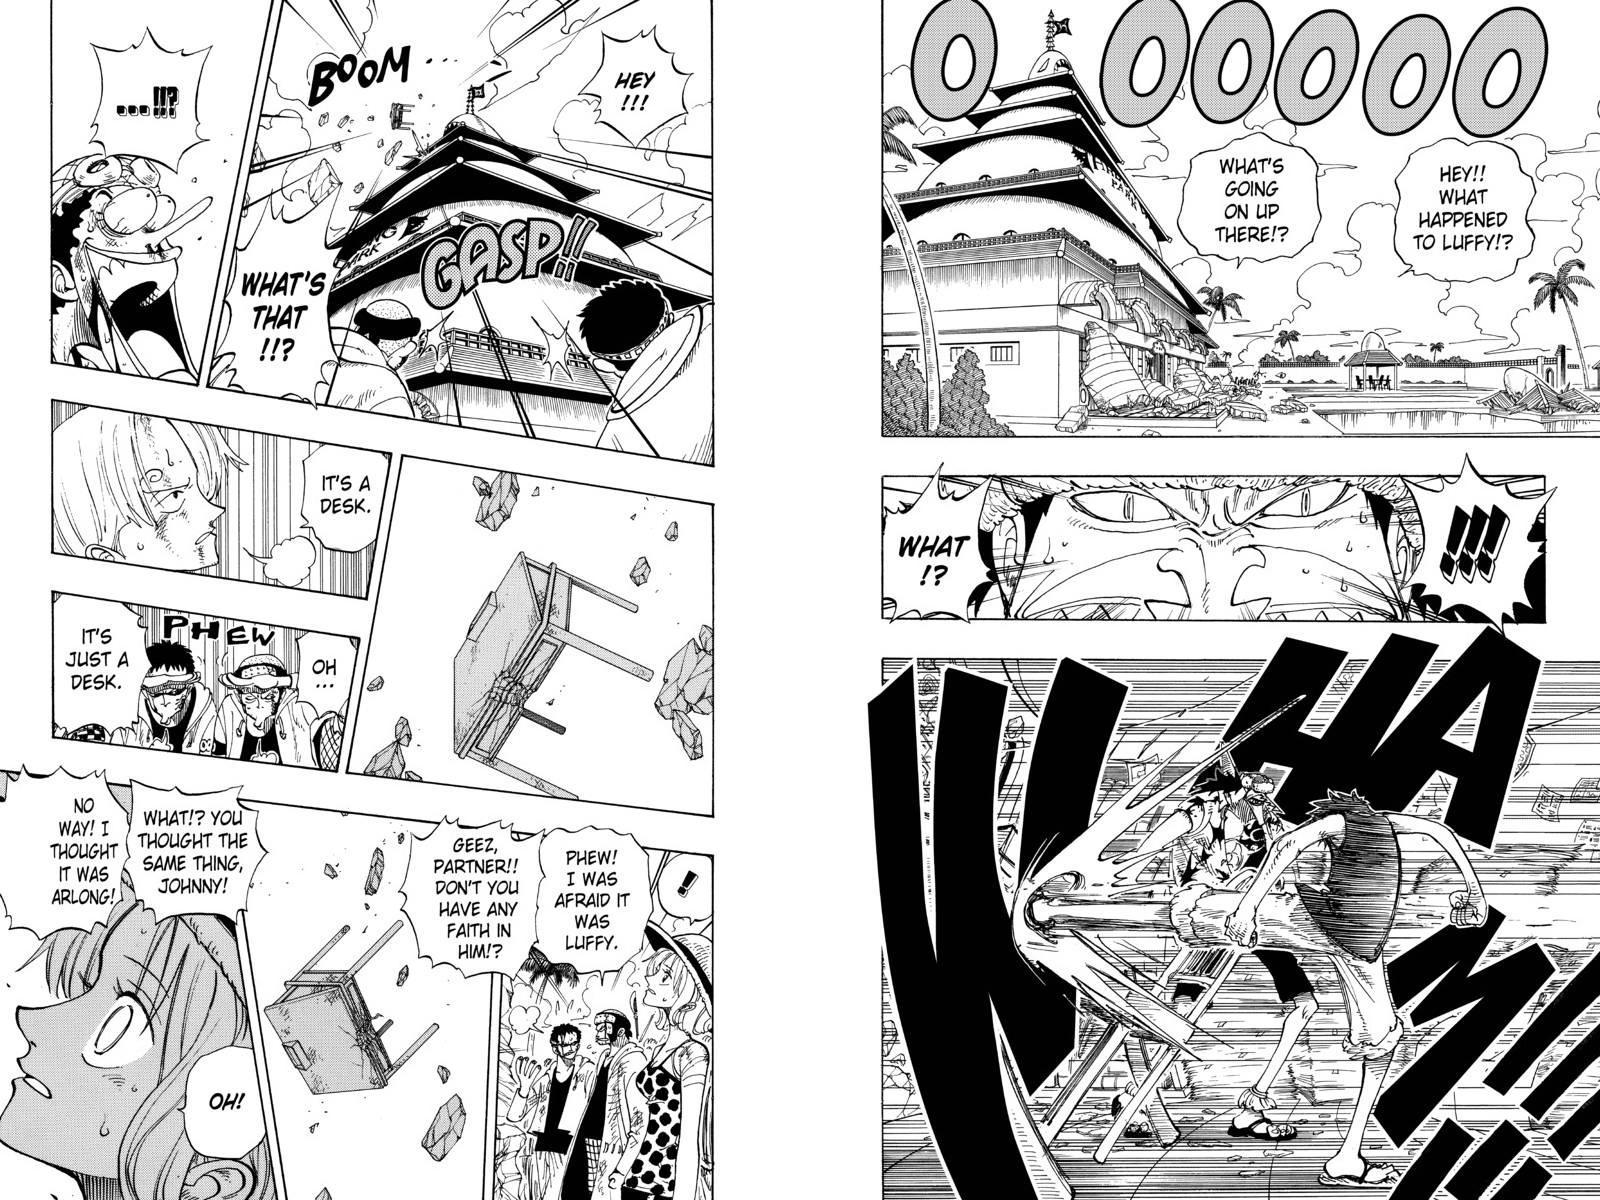 O OOOOO
HEY!!
WHAT
HAPPENED
TO LUFFY!?
WHAT'S
GOING
ON UP
THERE!?
PARK
!!!!
WHAT
!?
WHAM!!!
HEY
!!!
BOOM...
GASP!!
PARK
WHAT'S
THAT
!!?
...!!?
IT'S A
DESK.
PHEW
OH
...
IT'S
JUST A
DESK.
!
PHEW!
I WAS
AFRAID IT
WAS
LUFFY.
GEEZ,
PARTNER!!
DON'T YOU
HAVE ANY
FAITH IN
HIM!?
WHAT!? YOU
THOUGHT THE
SAME THING,
JOHNNY!
NO
WAY! I
THOUGHT
IT WAS
ARLONG!
OH!